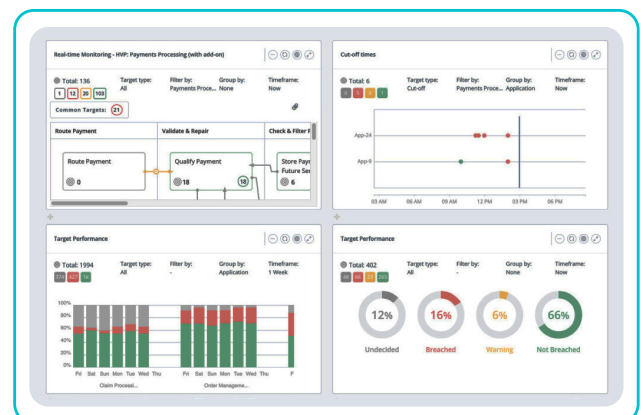 Real-time Monitoring - HVP: Payments Processing (with add-on)
Total: 136
Target type:
All
Filter by:
Payments Proce...
Group by:
None
Timeframe:
Now
1 12 20 103
Common Targets: 21
Route Payment
Validate & Repair
Check & Filter F
Route Payment
0
Qualify Payment
18
18
Store Payr
Future Ser
6
Cut-off times
Total: 6
Target type:
Cut-off
Filter by:
Payments Proce...
Group by:
Application
Timeframe:
Now
App-24
App-9
03 AM 06 AM 09 AM 12 PM 03 PM 06 PM
Target Performance
Total: 1994
Target type:
All
Filter by:
-
Group by:
Application
Timeframe:
1 Week
100%
80%
60%
40%
20%
0%
Fri Sat Sun Mon Tue Wed Thu
Fri Sat Sun Mon Tue Wed Thu
F
Claim Processi...
Order Manageme...
Target Performance
Total: 402
Target type:
All
Filter by:
-
Group by:
None
Timeframe:
Now
12%
16%
6%
66%
Undecided
Breached
Warning
Not Breached